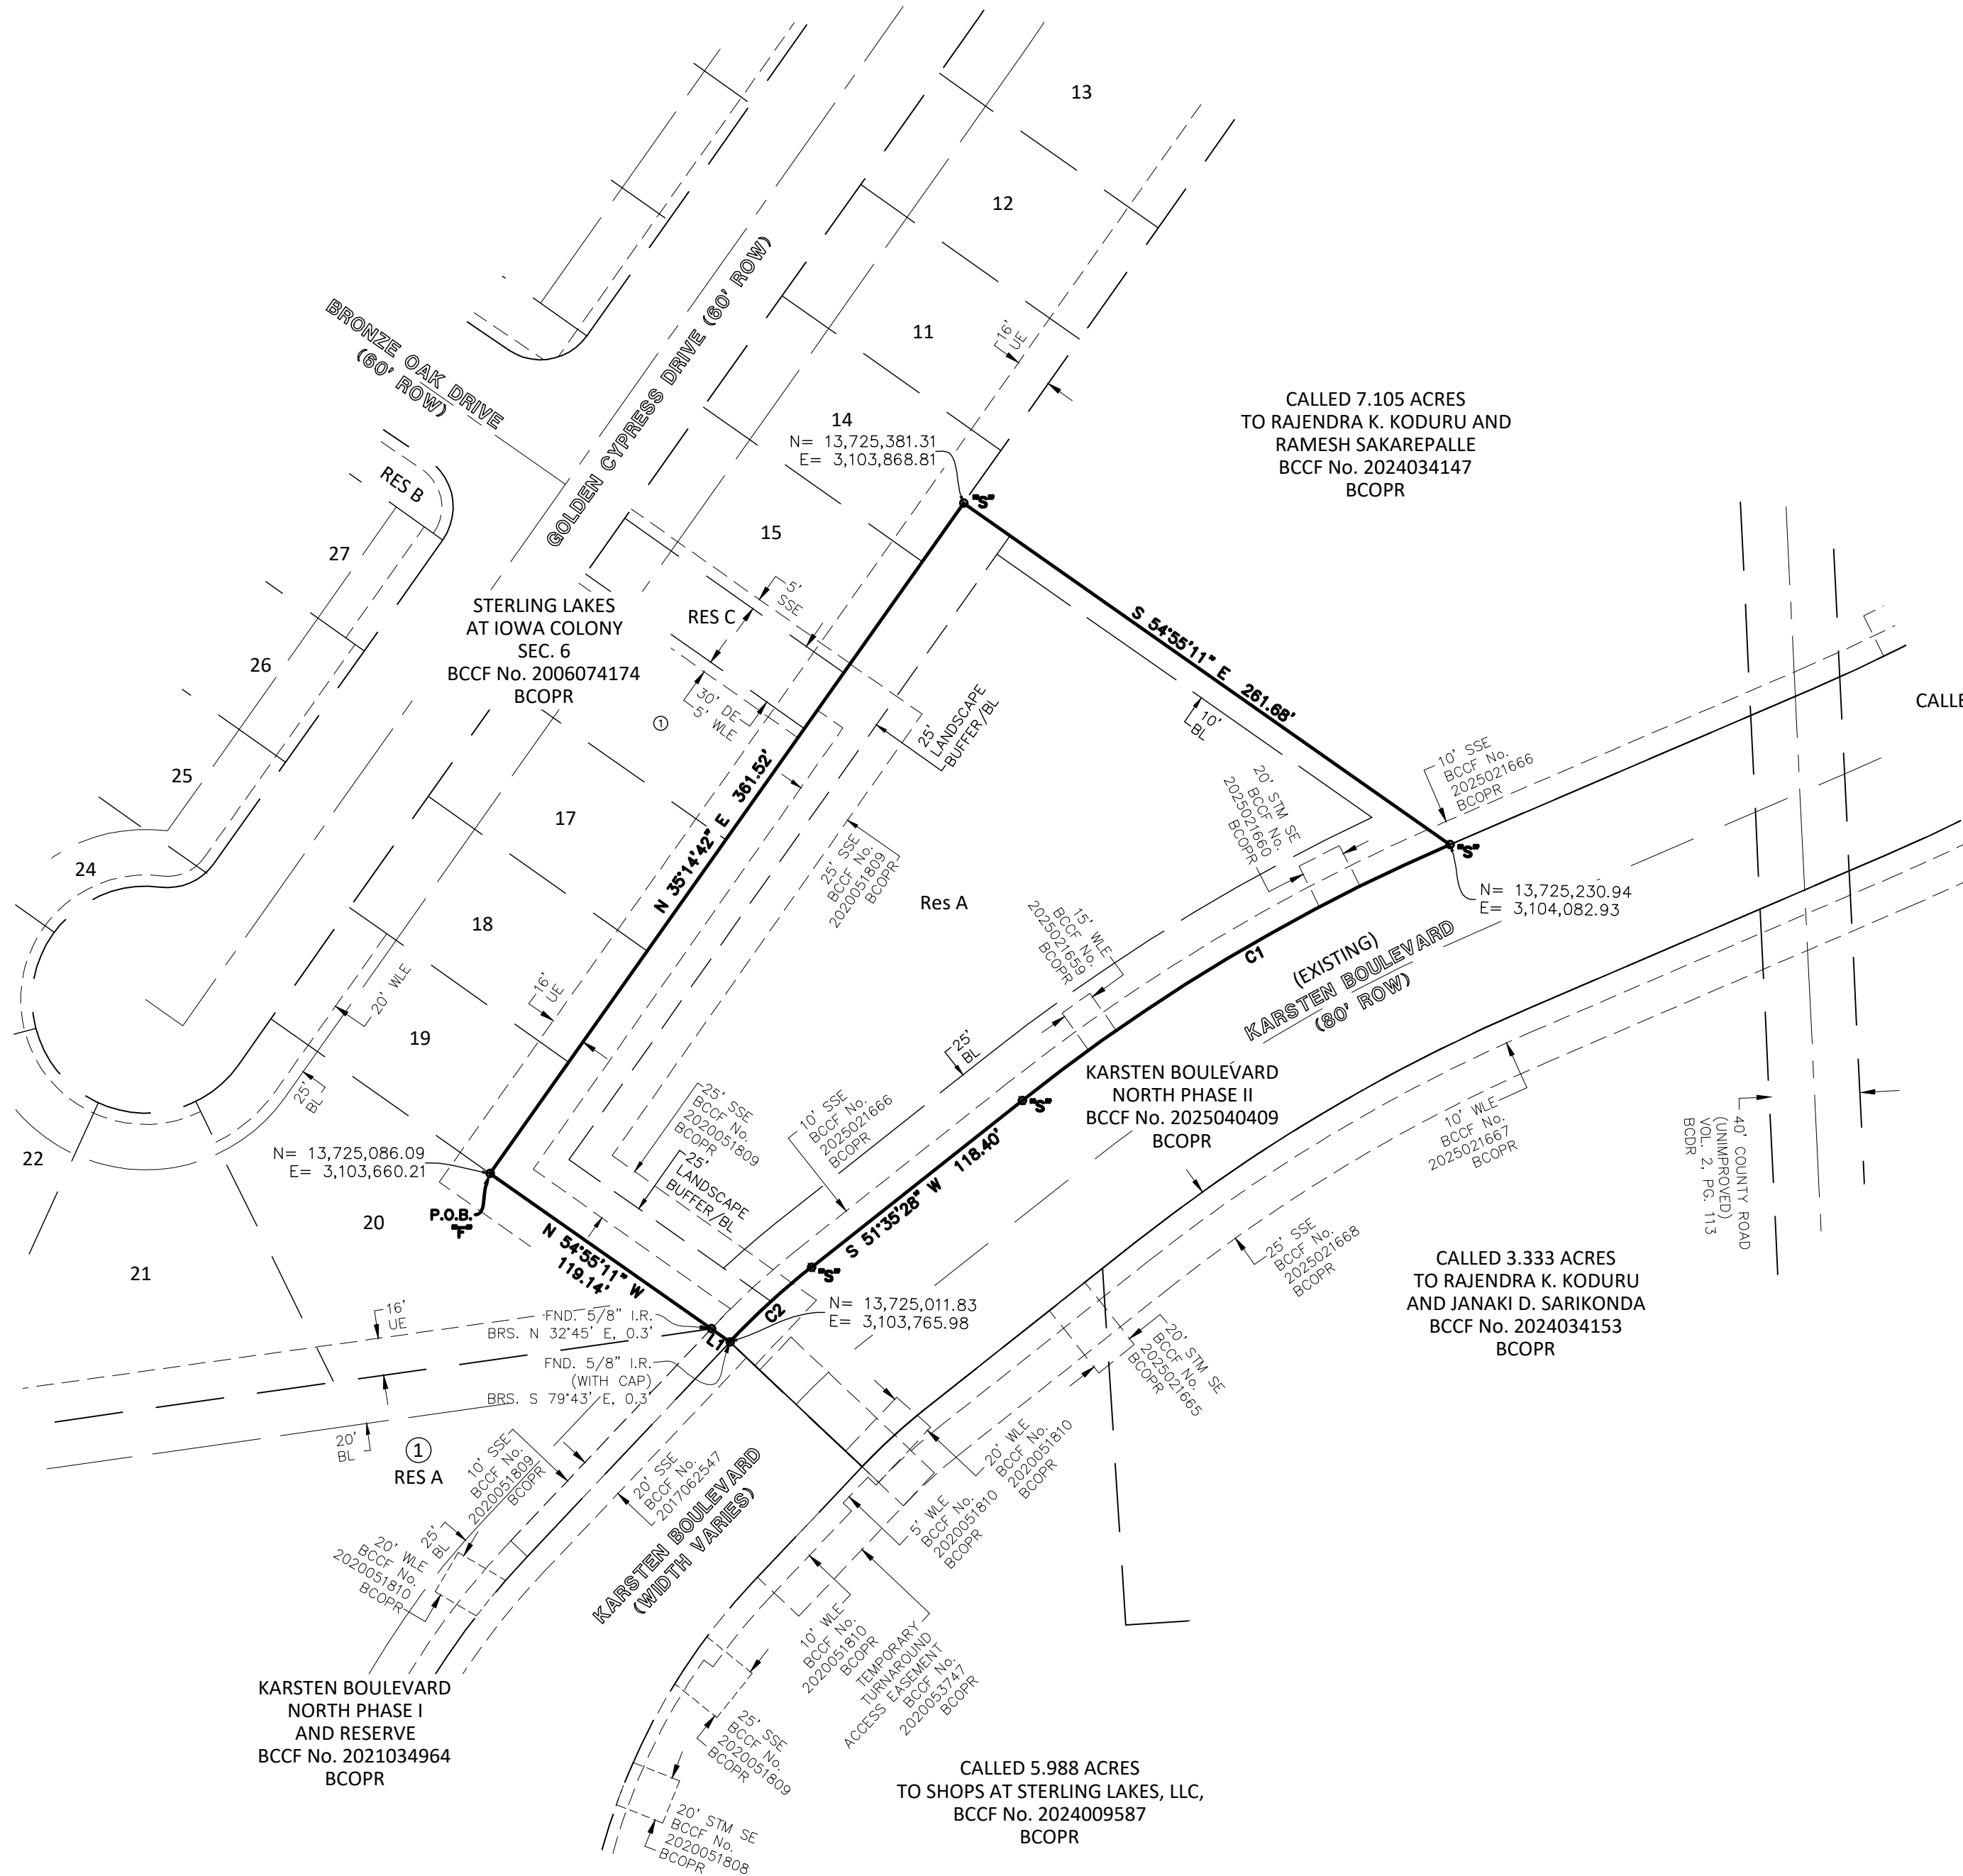 13
12
11
14
15
GOLDEN CYPRESS DRIVE (60' ROW)
BRONZE OAK DRIVE
(60' ROW)
RES B
27
26
25
24
22
21
20
19
18
17
RES C
①
16'
UE
N= 13,725,381.31
E= 3,103,868.81
"S"
CALLED 7.105 ACRES
TO RAJENDRA K. KODURU AND
RAMESH SAKAREPALLE
BCCF No. 2024034147
BCOPR
STERLING LAKES
AT IOWA COLONY
SEC. 6
BCCF No. 2006074174
BCOPR
5'
SSE
30' DE
5' WLE
25'
LANDSCAPE
BUFFER/BL
S 54°55'11" E 261.68'
10'
BL
N 35°14'42" E 361.52'
25' SSE
BCCF No.
2020051809
BCOPR
Res A
20' STM SE
BCCF No.
2025021660
BCOPR
10' SSE
BCCF No.
2025021666
BCOPR
CALLE
"S"
N= 13,725,230.94
E= 3,104,082.93
15' WLE
BCCF No.
2025021659
BCOPR
C1
(EXISTING)
KARSTEN BOULEVARD
(80' ROW)
20' WLE
25'
BL
16'
UE
25'
BL
"S"
KARSTEN BOULEVARD
NORTH PHASE II
BCCF No. 2025040409
BCOPR
10' WLE
BCCF No.
2025021667
BCOPR
40' COUNTY ROAD
(UNIMPROVED)
VOL. 2, PG. 113
BCDR
N= 13,725,086.09
E= 3,103,660.21
P.O.B.
"F"
25' SSE
BCCF No.
2020051809
BCOPR
25'
LANDSCAPE
BUFFER/BL
10' SSE
BCCF No.
2025021666
BCOPR
S 51°35'28" W 118.40'
"S"
N 54°55'11" W
119.14'
C2
L1
N= 13,725,011.83
E= 3,103,765.98
25' SSE
BCCF No.
2025021668
BCOPR
CALLED 3.333 ACRES
TO RAJENDRA K. KODURU
AND JANAKI D. SARIKONDA
BCCF No. 2024034153
BCOPR
16'
UE
FND. 5/8" I.R.
BRS. N 32°45' E, 0.3'
FND. 5/8" I.R.
(WITH CAP)
BRS. S 79°43' E, 0.3'
20' STM SE
BCCF No.
2025021665
BCOPR
20'
BL
①
RES A
10' SSE
BCCF No.
2020051809
BCOPR
25'
BL
20' WLE
BCCF No.
2020051810
BCOPR
20' SSE
BCCF No.
2017062547
KARSTEN BOULEVARD
(WIDTH VARIES)
20' WLE
BCCF No.
2020051810
BCOPR
5' WLE
BCCF No.
2020051810
BCOPR
10' WLE
BCCF No.
2020051810
BCOPR
TEMPORARY
TURNAROUND
ACCESS EASEMENT
BCCF No.
2020053747
BCOPR
KARSTEN BOULEVARD
NORTH PHASE I
AND RESERVE
BCCF No. 2021034964
BCOPR
25' SSE
BCCF No.
2020051809
BCOPR
20' STM SE
BCCF No.
2020051808
BCOPR
CALLED 5.988 ACRES
TO SHOPS AT STERLING LAKES, LLC,
BCCF No. 2024009587
BCOPR